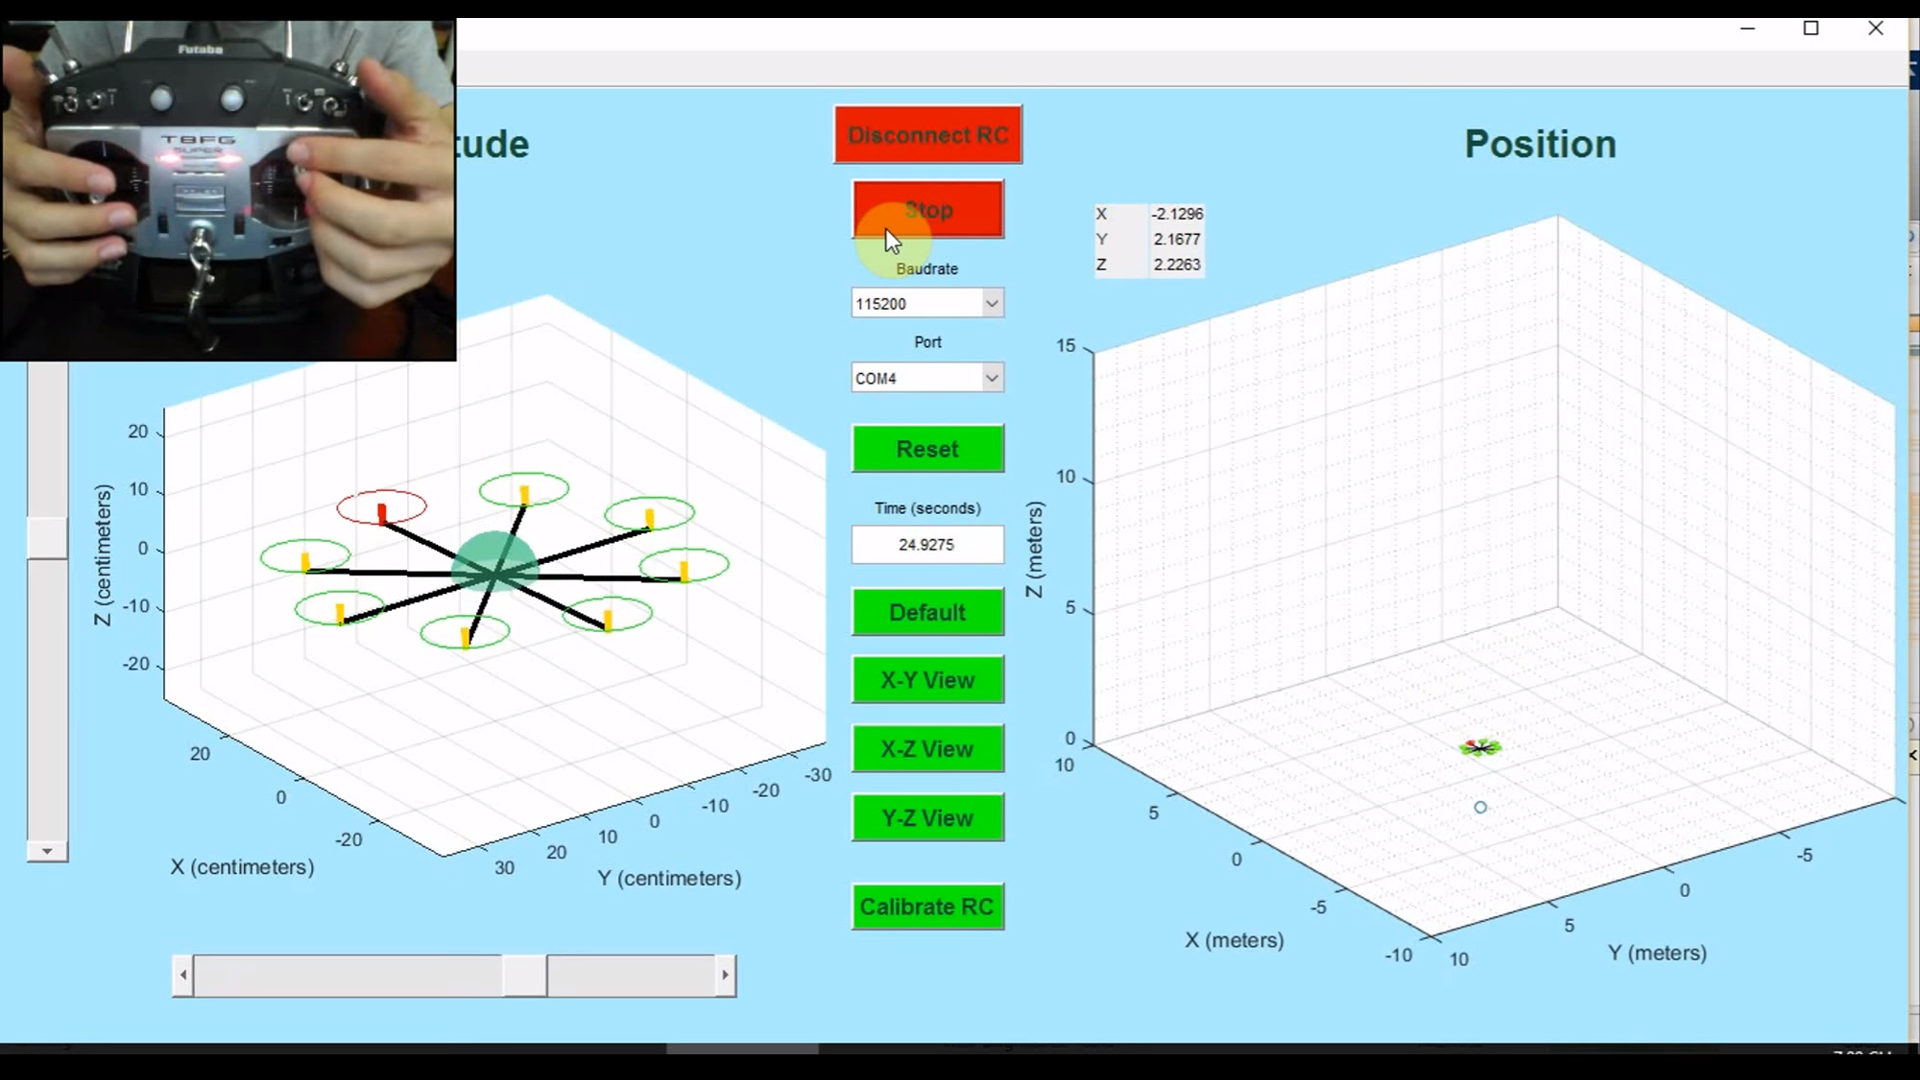 Futaba
T8FG
SUPER
tude
Disconnect RC
Stop
Baudrate
115200
Port
COM4
Reset
Time (seconds)
24.9275
Default
X-Y View
X-Z View
Y-Z View
Calibrate RC
Z (centimeters)
20
10
0
-10
-20
20
0
-20
X (centimeters)
30
20
10
0
-10
-20
-30
Y (centimeters)
Position
X -2.1296
Y 2.1677
Z 2.2263
Z (meters)
15
10
5
0
10
5
0
-5
-10
X (meters)
10
5
0
-5
Y (meters)